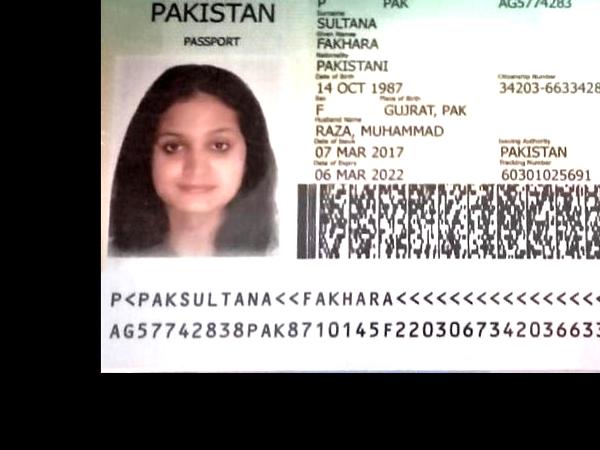 PAKISTAN
PASSPORT
P PAK AG5774283
Surname
SULTANA
Given Names
FAKHARA
Nationality
PAKISTANI
Date of Birth Citizenship Number
14 OCT 1987 34203-6633428
Sex Place of Birth
F GUJRAT, PAK
Husband Name
RAZA, MUHAMMAD
Date of Issue Issuing Authority
07 MAR 2017 PAKISTAN
Date of Expiry Tracking Number
06 MAR 2022 60301025691
P<PAKSULTANA<<FAKHARA<<<<<<<<<<<<<<<<
AG57742838PAK8710145F2203067342036633